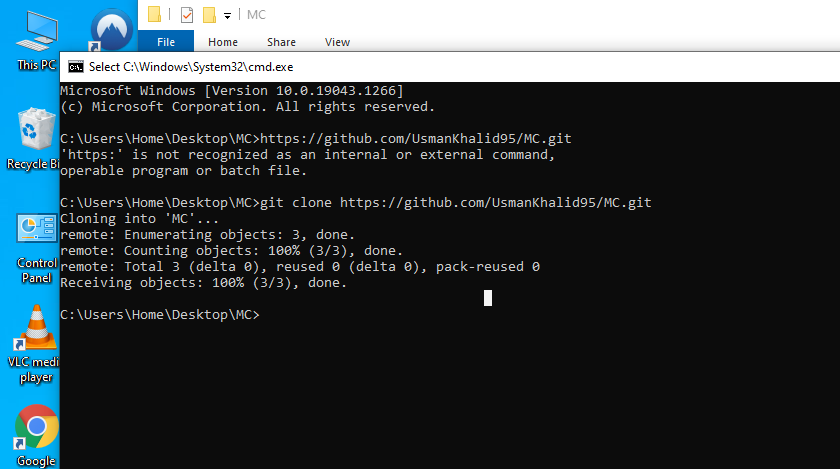 MC
File Home Share View
This PC
Select C:\Windows\System32\cmd.exe
Microsoft Windows [Version 10.0.19043.1266]
(c) Microsoft Corporation. All rights reserved.
C:\Users\Home\Desktop\MC>https://github.com/UsmanKhalid95/MC.git
'https:' is not recognized as an internal or external command,
operable program or batch file.
C:\Users\Home\Desktop\MC>git clone https://github.com/UsmanKhalid95/MC.git
Cloning into 'MC'...
remote: Enumerating objects: 3, done.
remote: Counting objects: 100% (3/3), done.
remote: Total 3 (delta 0), reused 0 (delta 0), pack-reused 0
Receiving objects: 100% (3/3), done.
C:\Users\Home\Desktop\MC>
Recycle Bi
Control
Panel
VLC medi
player
Google